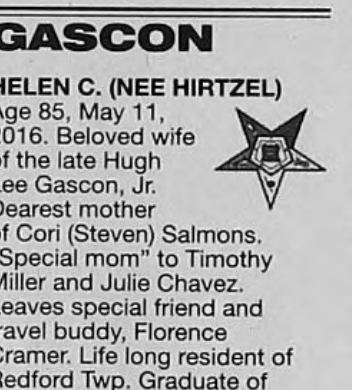 GASCON
HELEN C. (NEE HIRTZEL)
Age 85, May 11,
2016. Beloved wife
of the late Hugh
Lee Gascon, Jr.
Dearest mother
of Cori (Steven) Salmons.
"Special mom" to Timothy
Miller and Julie Chavez.
Leaves special friend and
travel buddy, Florence
Cramer. Life long resident of
Redford Twp. Graduate of